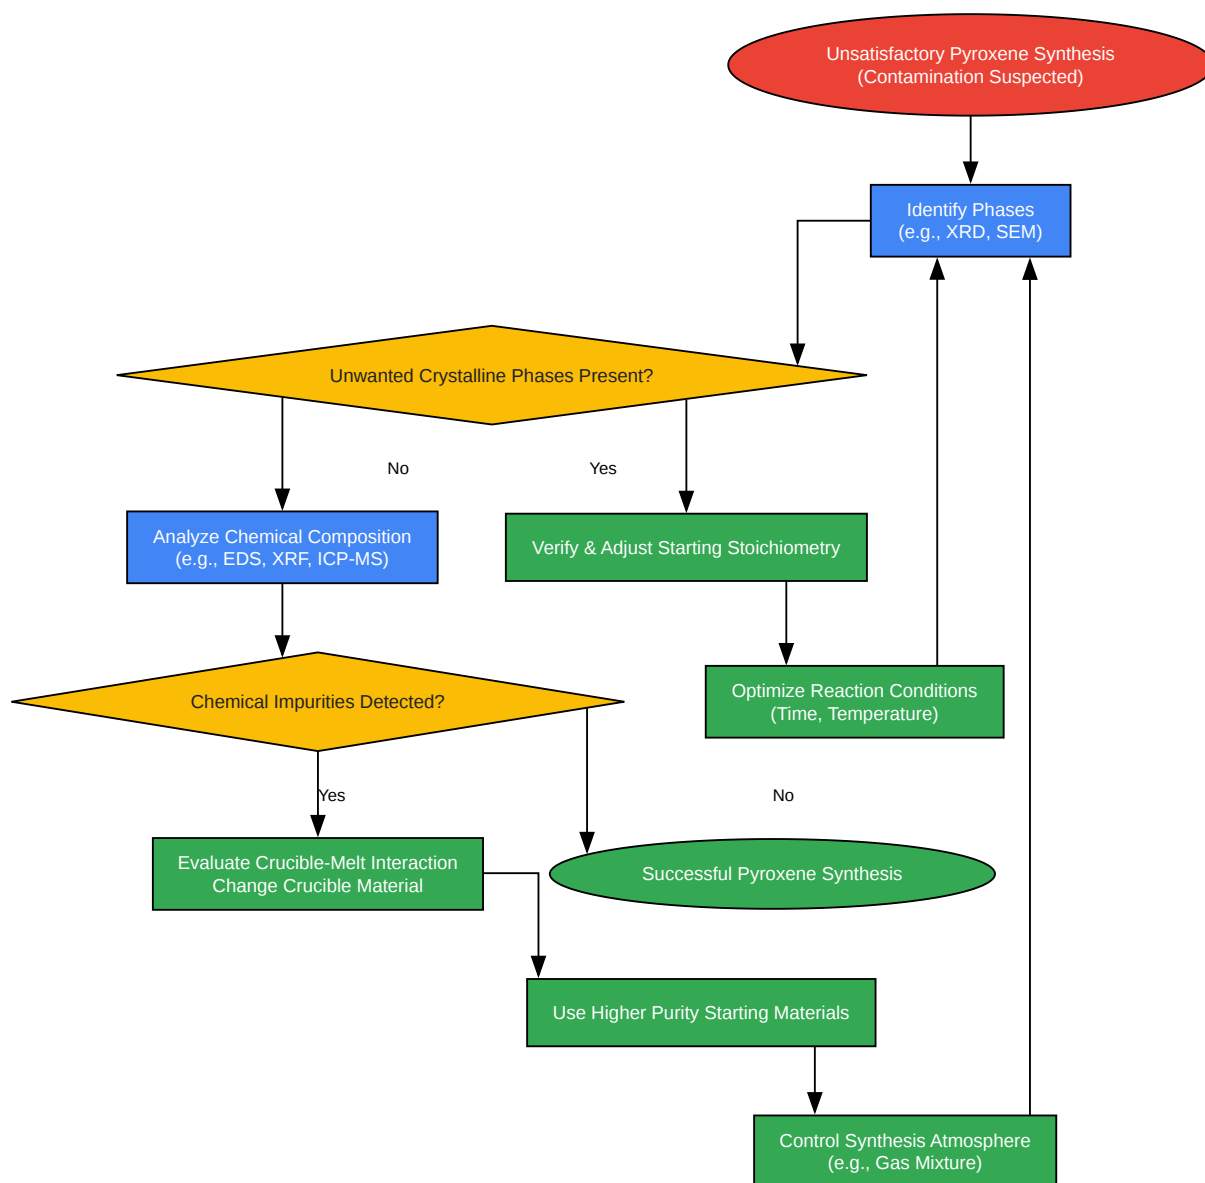 Unsatisfactory Pyroxene Synthesis
(Contamination Suspected)
Identify Phases
(e.g., XRD, SEM)
Unwanted Crystalline Phases Present?
No
Yes
Analyze Chemical Composition
(e.g., EDS, XRF, ICP-MS)
Verify & Adjust Starting Stoichiometry
Chemical Impurities Detected?
Optimize Reaction Conditions
(Time, Temperature)
Yes
No
Evaluate Crucible-Melt Interaction
Change Crucible Material
Successful Pyroxene Synthesis
Use Higher Purity Starting Materials
Control Synthesis Atmosphere
(e.g., Gas Mixture)